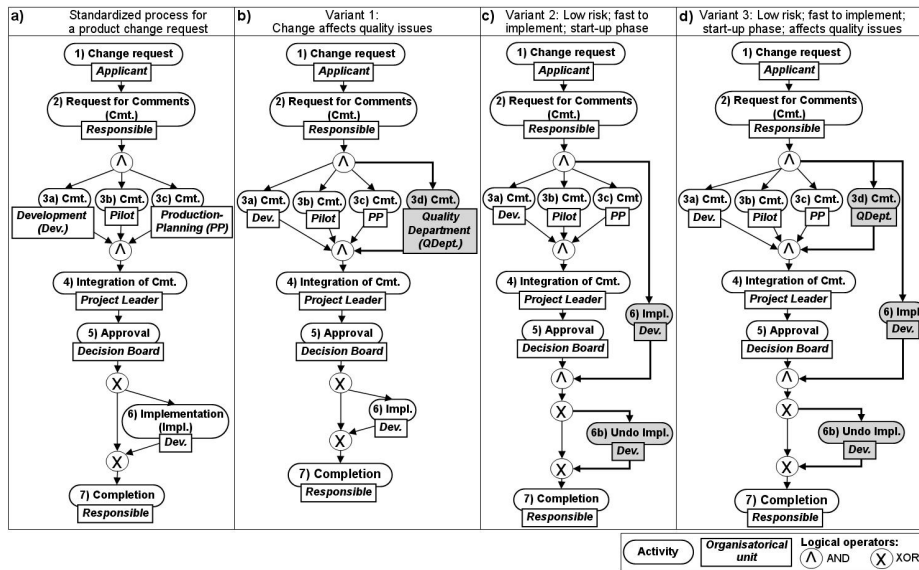 a)
Standardized process for
a product change request
1) Change request
Applicant
2) Request for Comments
(Cmt.)
Responsible
Λ
3a) Cmt.
3b) Cmt.
3c) Cmt.
Development
(Dev.)
Pilot
Production-
Planning (PP)
Λ
4) Integration of Cmt.
Project Leader
5) Approval
Decision Board
X
6) Implementation
(Impl.)
Dev.
X
7) Completion
Responsible
b)
Variant 1:
Change affects quality issues
1) Change request
Applicant
2) Request for Comments
(Cmt.)
Responsible
Λ
3a) Cmt.
3b) Cmt.
3c) Cmt.
3d) Cmt.
Dev.
Pilot
PP
Quality
Department
(QDept.)
Λ
4) Integration of Cmt.
Project Leader
5) Approval
Decision Board
X
6) Impl.
Dev.
X
7) Completion
Responsible
c)
Variant 2: Low risk; fast to
implement; start-up phase
1) Change request
Applicant
2) Request for Comments
(Cmt.)
Responsible
Λ
3a) Cmt.
3b) Cmt.
3c) Cmt.
Dev.
Pilot
PP
Λ
4) Integration of Cmt.
Project Leader
6) Impl.
Dev.
5) Approval
Decision Board
Λ
X
6b) Undo Impl.
Dev.
X
7) Completion
Responsible
d)
Variant 3: Low risk; fast to implement;
start-up phase; affects quality issues
1) Change request
Applicant
2) Request for Comments
(Cmt.)
Responsible
Λ
3a) Cmt.
3b) Cmt.
3c) Cmt.
3d) Cmt.
Dev.
Pilot
PP
QDept.
Λ
4) Integration of Cmt.
Project Leader
6) Impl
Dev.
5) Approval
Decision Board
Λ
X
6b) Undo Impl.
Dev.
X
7) Completion
Responsible
Activity
Organisatorical
unit
Logical operators:
Λ AND
X XOR